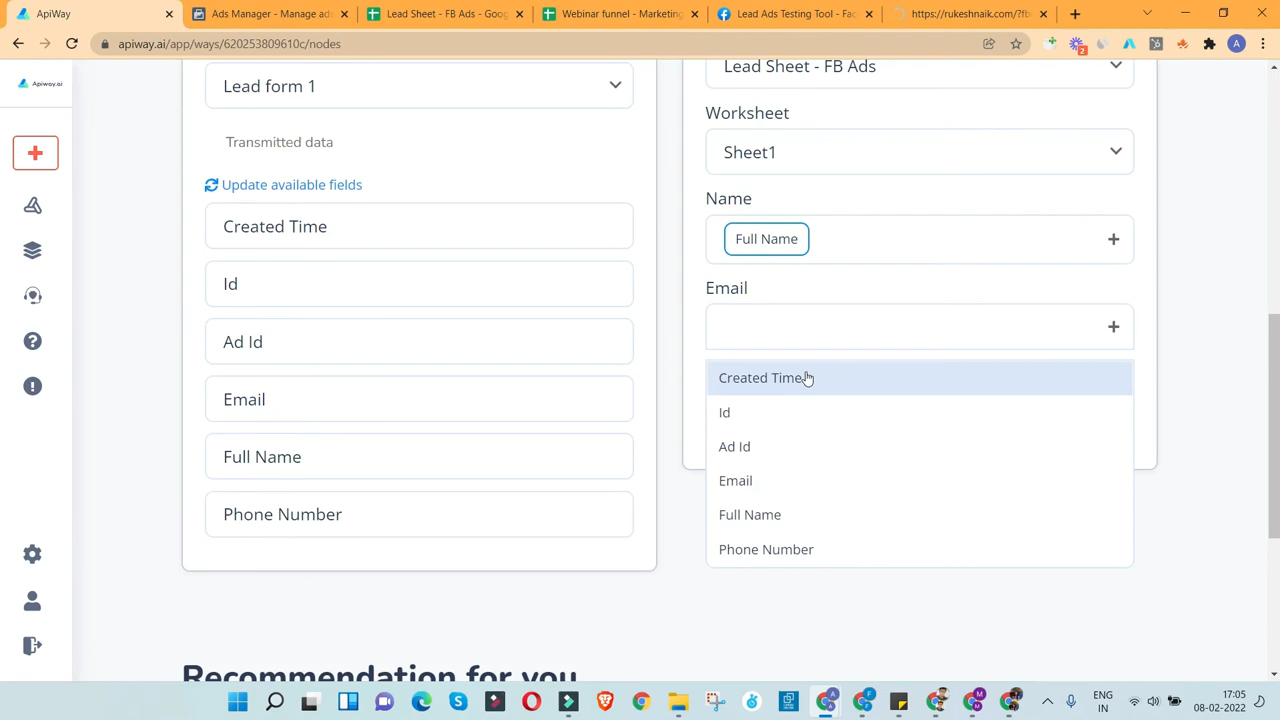 ApiWay
Ads Manager - Manage ads
Lead Sheet - FB Ads - Goog
Webinar funnel - Marketing
Lead Ads Testing Tool - Fac
https://rukeshnaik.com/?fb
apiway.ai/app/ways/620253809610c/nodes
2
A
Apiway.ai
Lead form 1
Transmitted data
Update available fields
Created Time
Id
Ad Id
Email
Full Name
Phone Number
Lead Sheet - FB Ads
Worksheet
Sheet1
Name
Full Name
Email
Created Time
Id
Ad Id
Email
Full Name
Phone Number
Recommendation for you
ENG
IN
17:05
08-02-2022